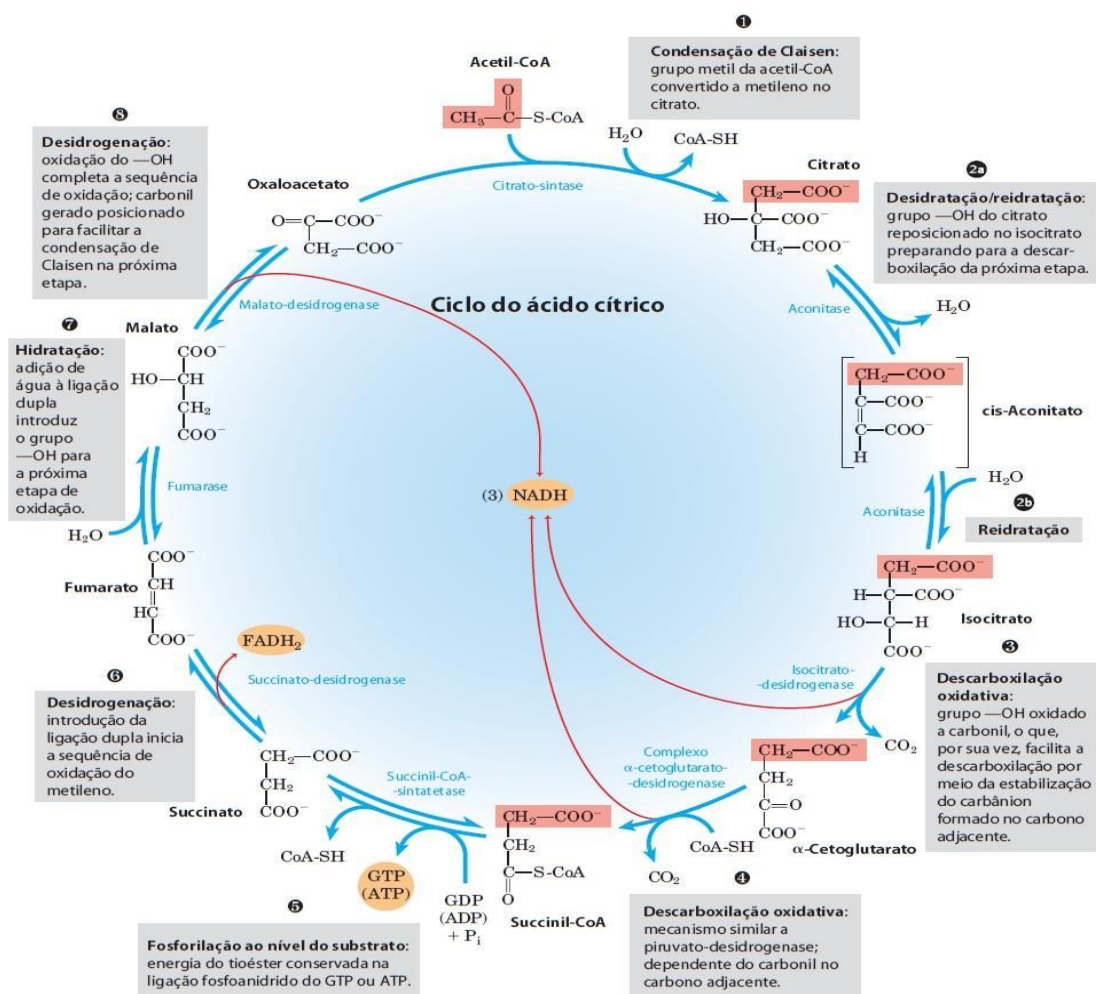 ❶
Condensação de Claisen:
grupo metil da acetil-CoA
convertido a metileno no
citrato.
Acetil-CoA
O
CH₃—C—S-CoA
H₂O
CoA-SH
Citrato-sintase
Citrato
CH₂—COO⁻
HO—C—COO⁻
CH₂—COO⁻
2a
Desidratação/reidratação:
grupo —OH do citrato
reposicionado no isocitrato
preparando para a descar-
boxilação da próxima etapa.
Aconitase
H₂O
CH₂—COO⁻
C—COO⁻
C—COO⁻
H
cis-Aconitato
H₂O
Aconitase
2b
Reidratação
CH₂—COO⁻
H—C—COO⁻
HO—C—H
COO⁻
Isocitrato
❸
Descarboxilação
oxidativa:
grupo —OH oxidado
a carbonil, o que,
por sua vez, facilita a
descarboxilação por
meio da estabilização
do carbânion
formado no carbono
adjacente.
Isocitrato-
-desidrogenase
CO₂
CH₂—COO⁻
CH₂
C=O
COO⁻
α-Cetoglutarato
Complexo
α-cetoglutarato-
-desidrogenase
CoA-SH
CO₂
❹
Descarboxilação oxidativa:
mecanismo similar a
piruvato-desidrogenase;
dependente do carbonil no
carbono adjacente.
CH₂—COO⁻
CH₂
C—S-CoA
O
Succinil-CoA
Succinil-CoA-
-sintatetase
CoA-SH
GTP
(ATP)
GDP
(ADP)
+ Pᵢ
❺
Fosforilação ao nível do substrato:
energia do tioéster conservada na
ligação fosfoanidrido do GTP ou ATP.
CH₂—COO⁻
CH₂
COO⁻
Succinato
❻
Desidrogenação:
introdução da
ligação dupla inicia
a sequência de
oxidação do
metileno.
Succinato-desidrogenase
FADH₂
COO⁻
CH
HC
COO⁻
Fumarato
H₂O
Fumarase
❼
Hidratação:
adição de
água à ligação
dupla
introduz
o grupo
—OH para
a próxima
etapa de
oxidação.
Malato
COO⁻
HO—CH
CH₂
COO⁻
Malato-desidrogenase
❽
Desidrogenação:
oxidação do —OH
completa a sequência
de oxidação; carbonil
gerado posicionado
para facilitar a
condensação de
Claisen na próxima
etapa.
Oxaloacetato
O=C—COO⁻
CH₂—COO⁻
Ciclo do ácido cítrico
(3) NADH